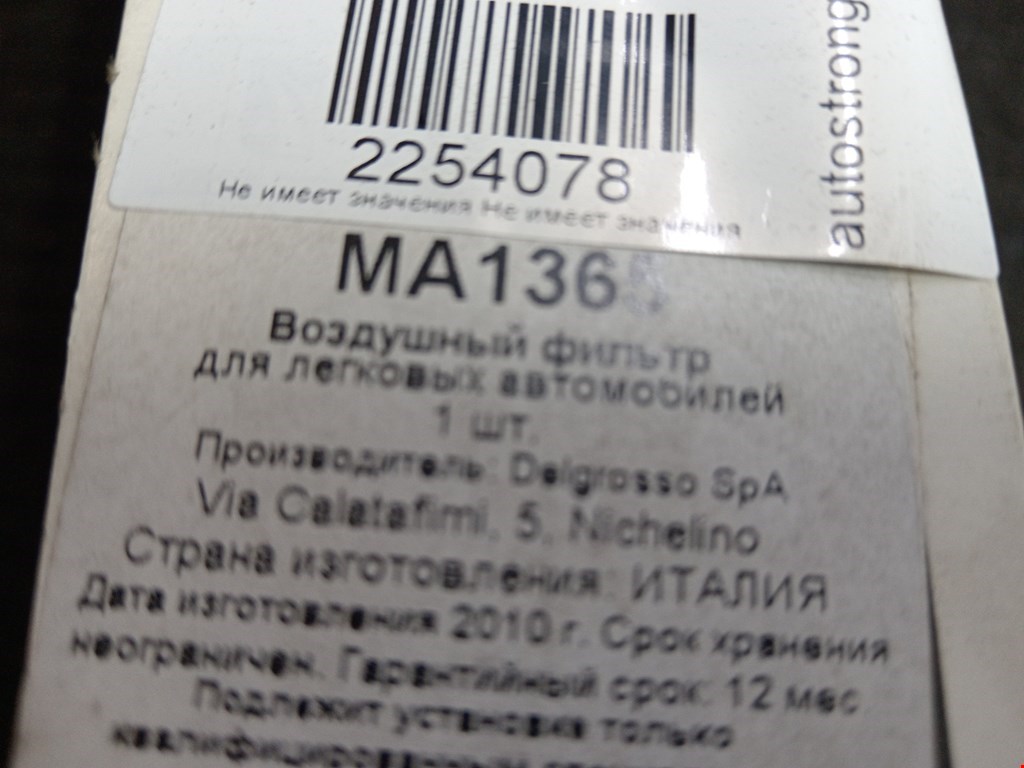 2254078
Не имеет значения Не имеет значения
autostrong
MA136
Воздушный фильтр
для легковых автомобилей
1 шт.
Производитель: Delgrosso SpA
Via Calatafimi, 5, Nichelino
Страна изготовления: ИТАЛИЯ
Дата изготовления 2010 г. Срок хранения
неограничен. Гарантийный срок: 12 мес
Подлежит установке только